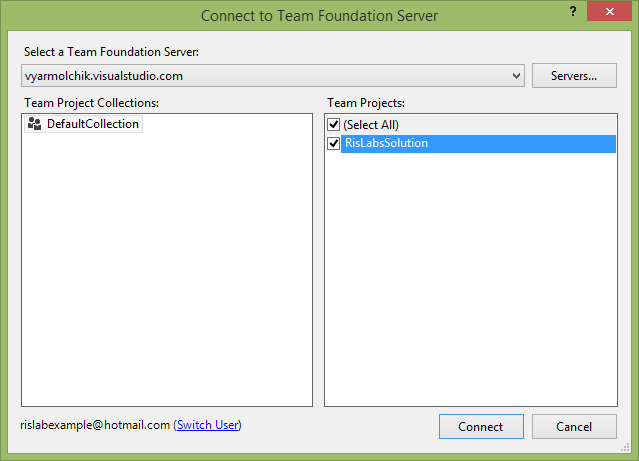 Connect to Team Foundation Server
?
Select a Team Foundation Server:
vyarmolchik.visualstudio.com
Servers...
Team Project Collections:
Team Projects:
DefaultCollection
(Select All)
RisLabsSolution
rislabexample@hotmail.com (Switch User)
Connect
Cancel